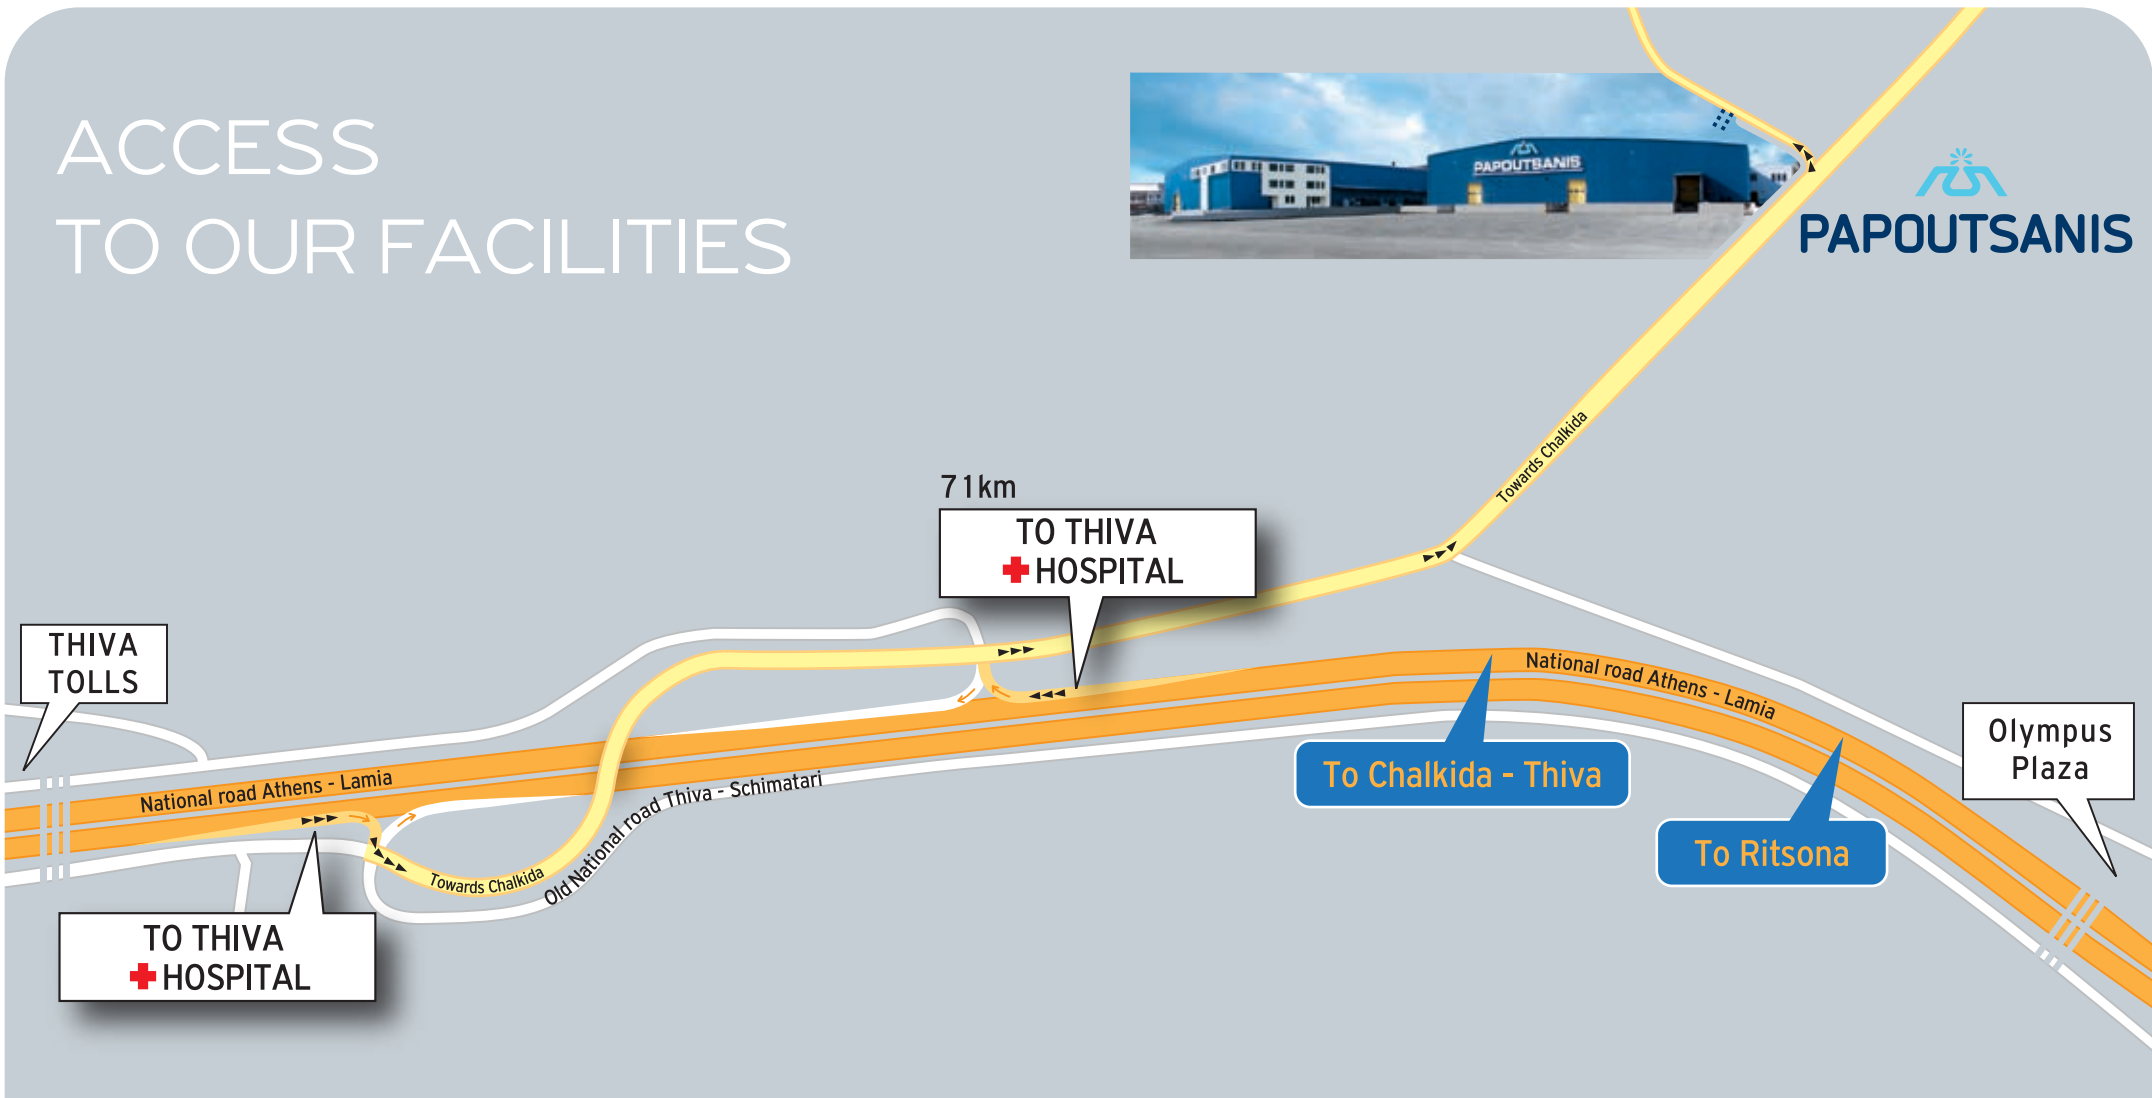 ACCESS
TO OUR FACILITIES
PAPOUTSANIS
PAPOUTSANIS
Towards Chalkida
71km
TO THIVA
HOSPITAL
THIVA
TOLLS
National road Athens - Lamia
National road Athens - Lamia
To Chalkida - Thiva
To Ritsona
Olympus
Plaza
Old National road Thiva - Schimatari
Towards Chalkida
TO THIVA
HOSPITAL